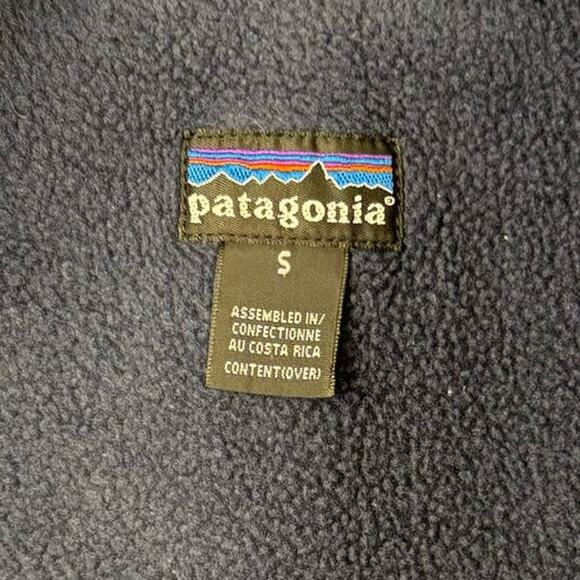 patagonia®
S
ASSEMBLED IN/
CONFECTIONNE
AU COSTA RICA
CONTENT(OVER)